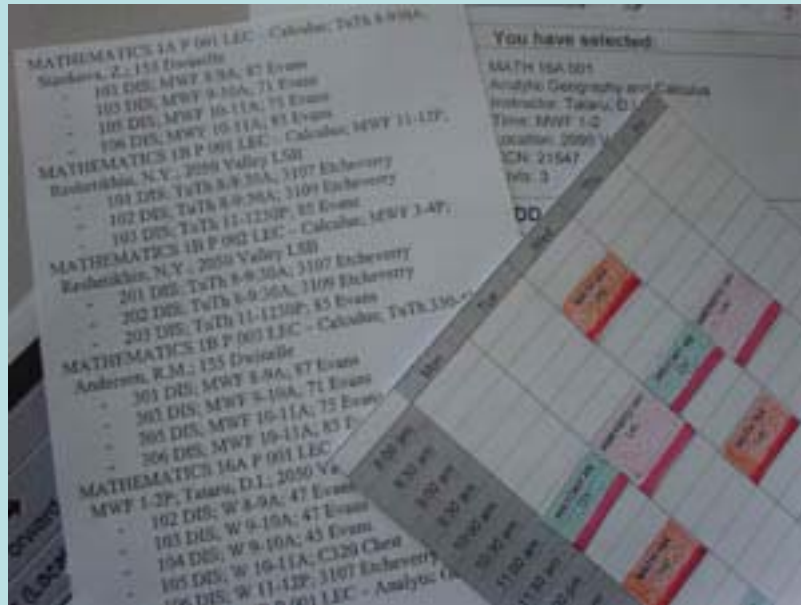 MATHEMATICS 1A P 001 LEC - Calculus; TuTh 8-930A;
Stankova, Z.; 155 Dwinelle
- 102 DIS; MWF 8-9A; 87 Evans
- 103 DIS; MWF 9-10A, 71 Evans
- 105 DIS; MWF 10-11A; 75 Evans
- 106 DIS; MWF 10-11A, 85 Evans
MATHEMATICS 1B P 001 LEC - Calculus; MWF 11-12P;
Reshetikhin, N.Y.; 2050 Valley LSB
- 101 DIS; TuTh 8-9:30A; 3107 Etcheverry
- 102 DIS; TuTh 8-9:30A; 3109 Etcheverry
- 103 DIS; TuTh 11-1230P; 85 Evans
MATHEMATICS 1B P 002 LEC - Calculus; MWF 3-4P;
Reshetikhin, N.Y.; 2050 Valley LSB
- 201 DIS; TuTh 8-9:30A; 3107 Etcheverry
- 202 DIS; TuTh 8-9:30A; 3109 Etcheverry
- 203 DIS; TuTh 11-1230P; 85 Evans
MATHEMATICS 1B P 003 LEC - Calculus; TuTh 330-
Anderson, R.M.; 155 Dwinelle
- 301 DIS; MWF 8-9A; 87 Evans
- 303 DIS; MWF 9-10A, 71 Evans
- 305 DIS; MWF 10-11A; 75 Evans
- 306 DIS; MWF 10-11A, 85
MATHEMATICS 16A P 001 LEC
MWF 1-2P; Tataru, D.I.; 2050 Va
- 102 DIS; W 8-9A, 47 Evans
- 103 DIS; W 9-10A; 47 Evans
- 104 DIS; W 9-10A; 45 Evans
- 105 DIS; W 10-11A; C320 Cheit
- 106 DIS; W 11-12P; 3107 Etcheverry
P 001 LEC - Analytic
You have selected:
MATH 16A 001
Analytic Geography and Calculus
Instructor: Tataru, D.I.
Time: MWF 1-2
Location: 2050 V
CCN: 21547
Units: 3
DD
Mon
Tue
Wed
8:00 am
8:30 am
9:00 am
9:30 am
10:00 am
10:30 am
11:00 am
11:30 am